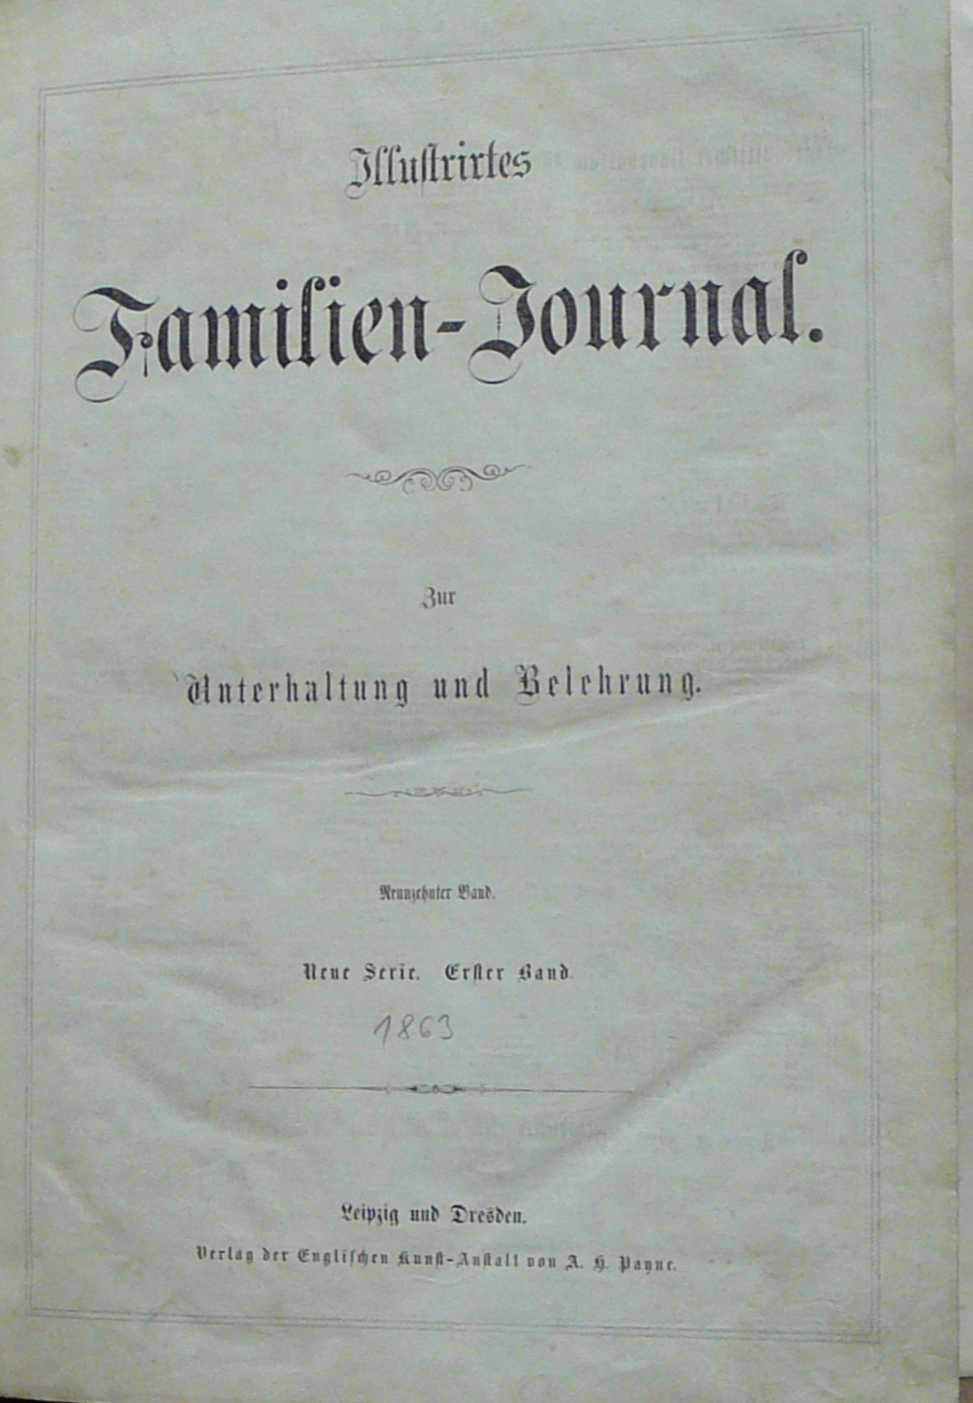 Illustrirtes
Familien-Journal.
Zur
Unterhaltung und Belehrung.
Neunzehnter Band.
Neue Serie. Erster Band.
1863
Leipzig und Dresden.
Verlag der Englischen Kunst-Anstalt von A. H. Payne.